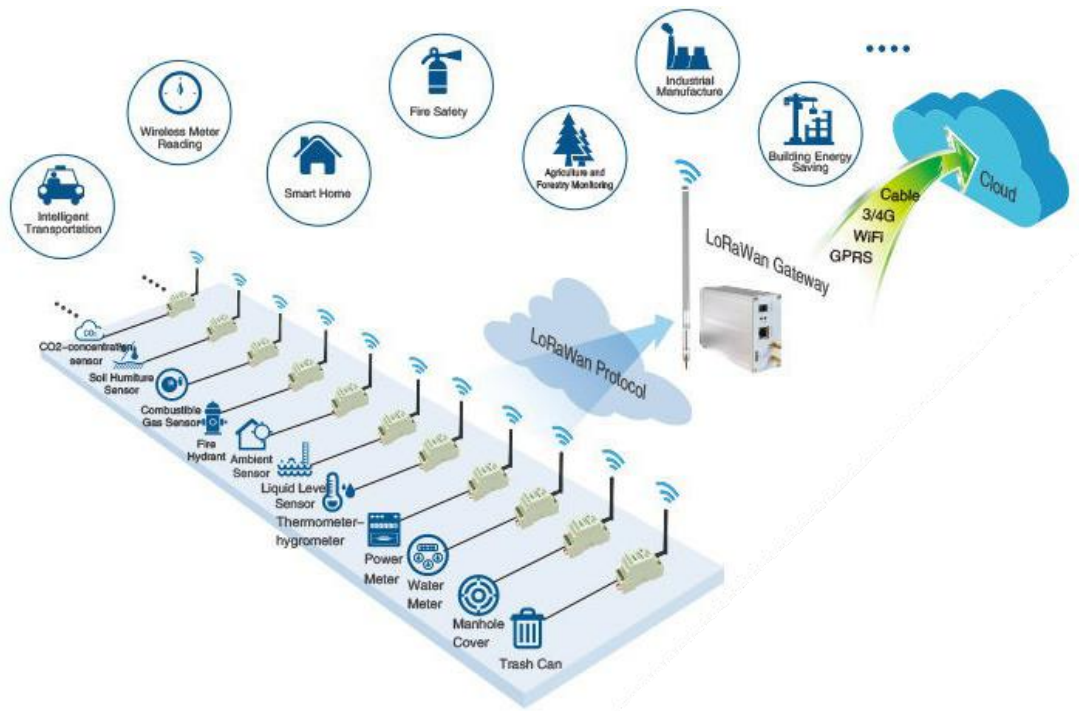 Fire Safety
Industrial
Manufacture
Wireless Meter
Reading
Building Energy
Saving
Smart Home
Agriculture and
Forestry Monitoring
Intelligent
Transportation
Cloud
Cable
3/4G
WiFi
GPRS
LoRaWan Gateway
LoRaWan Protocol
CO₂
CO2-concentration
sensor
Soil Humiture
Sensor
Combustible
Gas Sensor
Fire
Hydrant
Ambient
Sensor
Liquid Level
Sensor
Thermometer-
hygrometer
Power
Meter
Water
Meter
Manhole
Cover
Trash Can